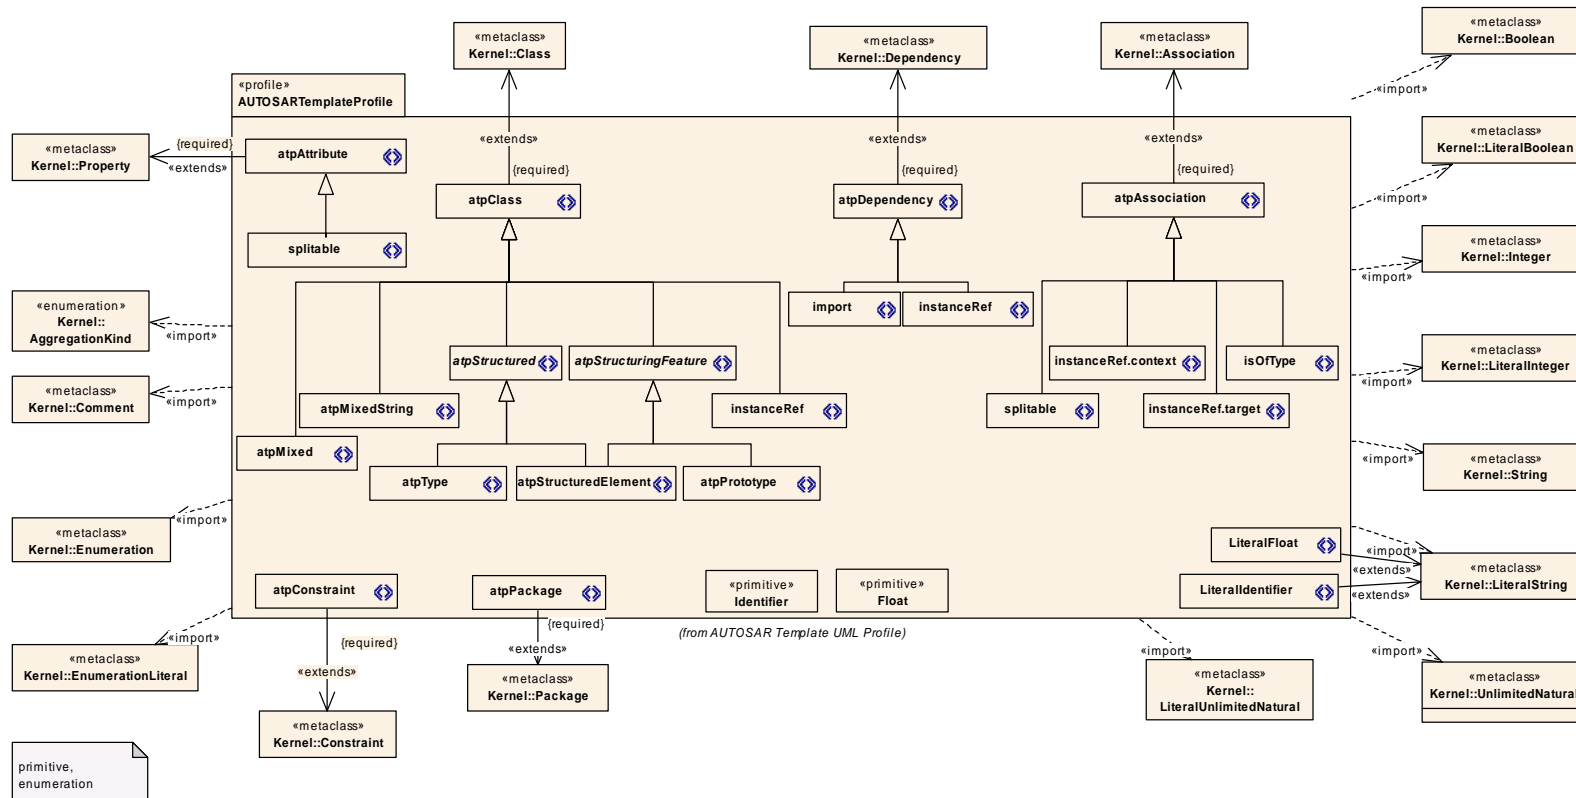 «metaclass»
Kernel::Class
«metaclass»
Kernel::Dependency
«metaclass»
Kernel::Association
«metaclass»
Kernel::Boolean
«import»
«profile»
AUTOSARTemplateProfile
«metaclass»
Kernel::Property
{required}
«extends»
atpAttribute
splitable
«extends»
{required}
atpClass
«extends»
{required}
atpDependency
«extends»
{required}
atpAssociation
«metaclass»
Kernel::LiteralBoolean
«import»
«metaclass»
Kernel::Integer
«import»
import
instanceRef
«enumeration»
Kernel::
AggregationKind
«import»
atpStructured
atpStructuringFeature
instanceRef.context
isOfType
«metaclass»
Kernel::LiteralInteger
«import»
«metaclass»
Kernel::Comment
«import»
atpMixedString
instanceRef
splitable
instanceRef.target
atpMixed
atpType
atpStructuredElement
atpPrototype
«metaclass»
Kernel::String
«import»
«metaclass»
Kernel::Enumeration
«import»
LiteralFloat
«import»
«extends»
«metaclass»
Kernel::LiteralString
LiteralIdentifier
«extends»
atpConstraint
atpPackage
«primitive»
Identifier
«primitive»
Float
(from AUTOSAR Template UML Profile)
«metaclass»
Kernel::EnumerationLiteral
«import»
{required}
«extends»
{required}
«extends»
«metaclass»
Kernel::Package
«metaclass»
Kernel::Constraint
«import»
«metaclass»
Kernel::
LiteralUnlimitedNatural
«import»
«metaclass»
Kernel::UnlimitedNatural
primitive,
enumeration